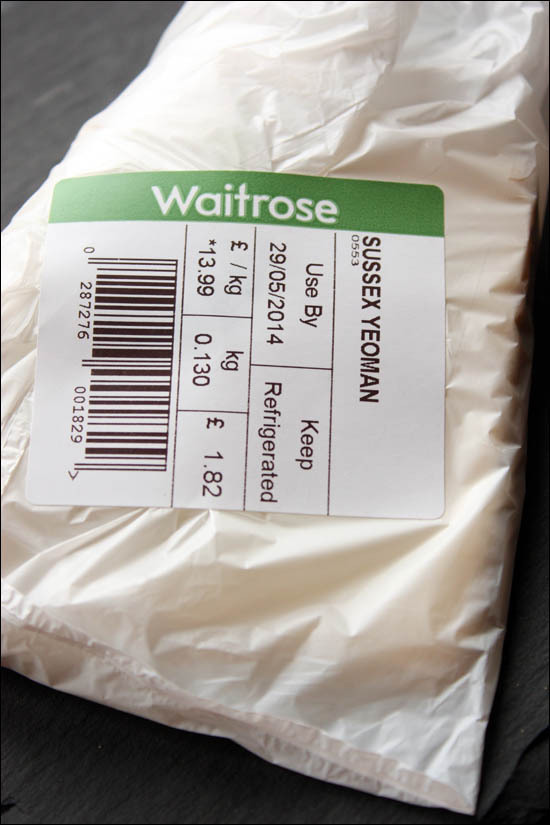 Waitrose
SUSSEX YEOMAN
0553
Use By
29/05/2014
Keep
Refrigerated
£ / kg
*13.99
kg
0.130
£
1.82
0 287276 001829 >